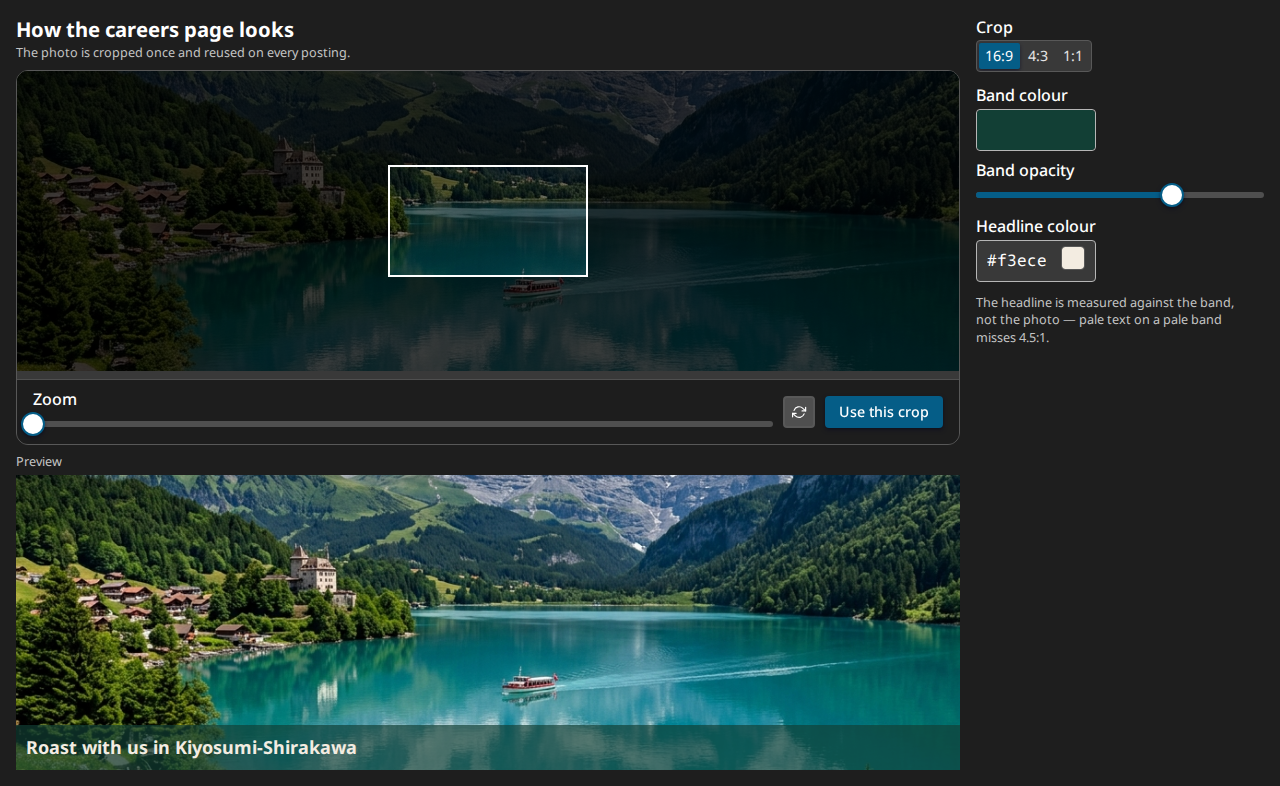 How the careers page looks
The photo is cropped once and reused on every posting.
Zoom
Use this crop
Preview
Roast with us in Kiyosumi-Shirakawa
Crop
16:9 4:3 1:1
Band colour
Band opacity
Headline colour
#f3ece
The headline is measured against the band,
not the photo — pale text on a pale band
misses 4.5:1.